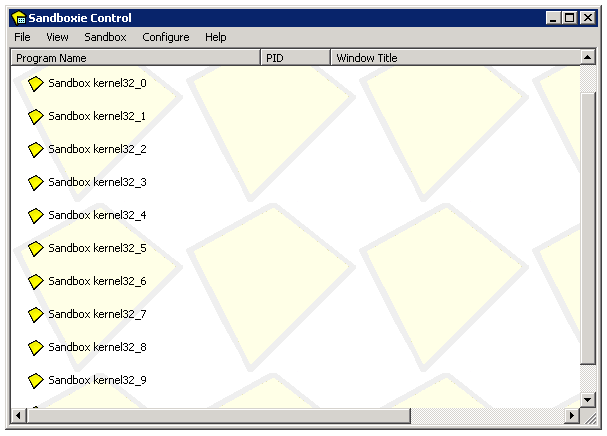 Sandboxie Control
File View Sandbox Configure Help
Program Name PID Window Title
Sandbox kernel32_0
Sandbox kernel32_1
Sandbox kernel32_2
Sandbox kernel32_3
Sandbox kernel32_4
Sandbox kernel32_5
Sandbox kernel32_6
Sandbox kernel32_7
Sandbox kernel32_8
Sandbox kernel32_9